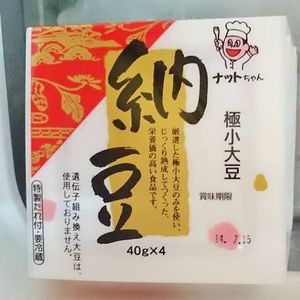 ナットちゃん
納豆
極小大豆
厳選した極小大豆のみを使い、
じっくり熟成してつくった、
栄養価の高い食品です。
賞味期限
14.7.15
遺伝子組み換え大豆は、
使用しておりません。
特製だれ付・要冷蔵
40g×4